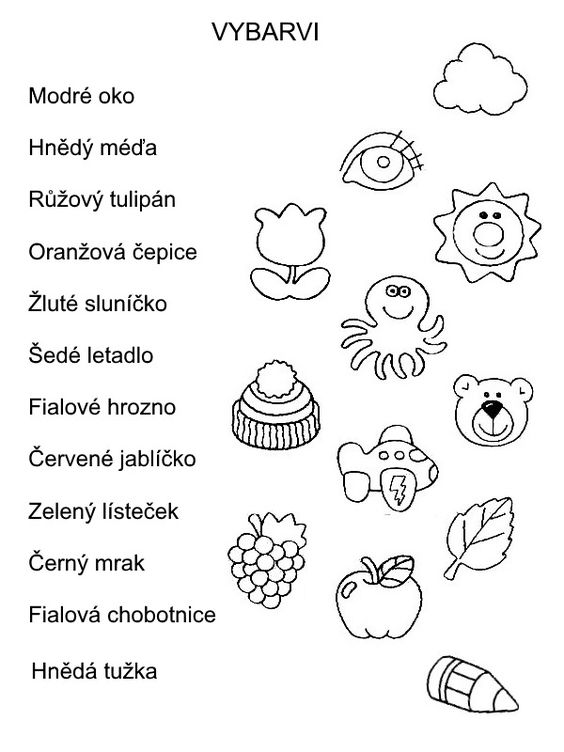 VYBARVI
Modré oko
Hnědý méďa
Růžový tulipán
Oranžová čepice
Žluté sluníčko
Šedé letadlo
Fialové hrozno
Červené jablíčko
Zelený lísteček
Černý mrak
Fialová chobotnice
Hnědá tužka